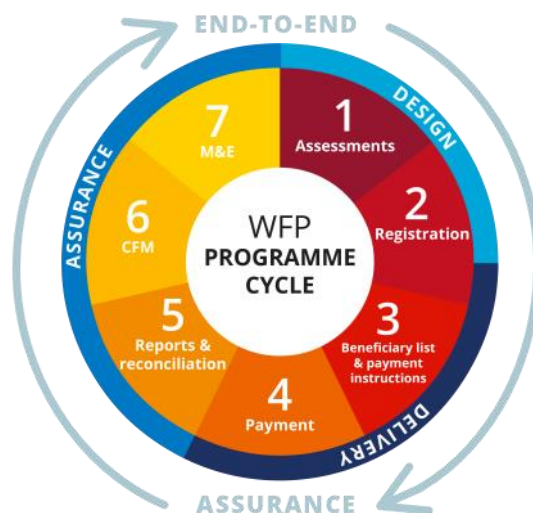 END-TO-END
DESIGN
1
Assessments
2
Registration
3
Beneficiary list
& payment
instructions
DELIVERY
4
Payment
5
Reports &
reconciliation
6
CFM
7
M&E
ASSURANCE
WFP
PROGRAMME
CYCLE
ASSURANCE